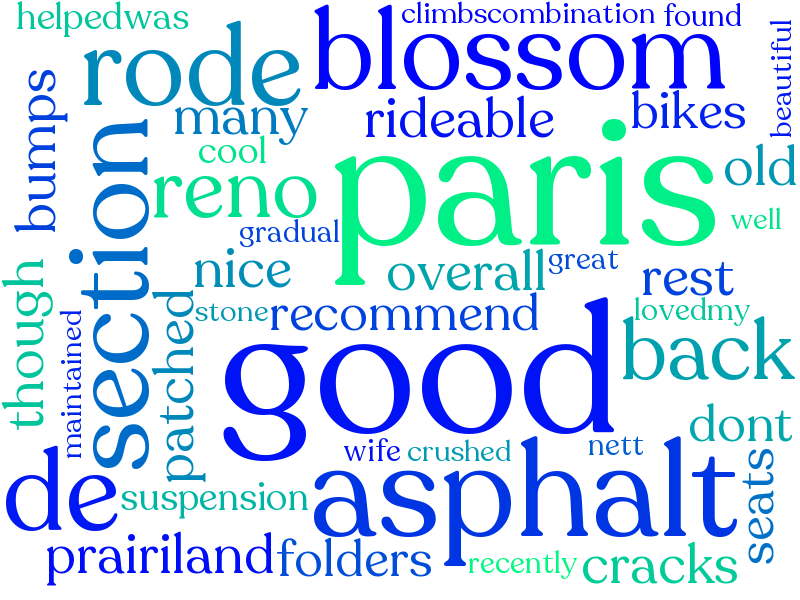 helpedwas
climbscombination
found
beautiful
rode
blossom
bumps
many
rideable
bikes
section
cool
paris
old
reno
well
gradual
nice
overall
great
rest
though
maintained
patched
stone
recommend
lovedmy
good
back
dont
wife
crushed
nett
de
suspension
asphalt
seats
prairiland
folders
recently
cracks